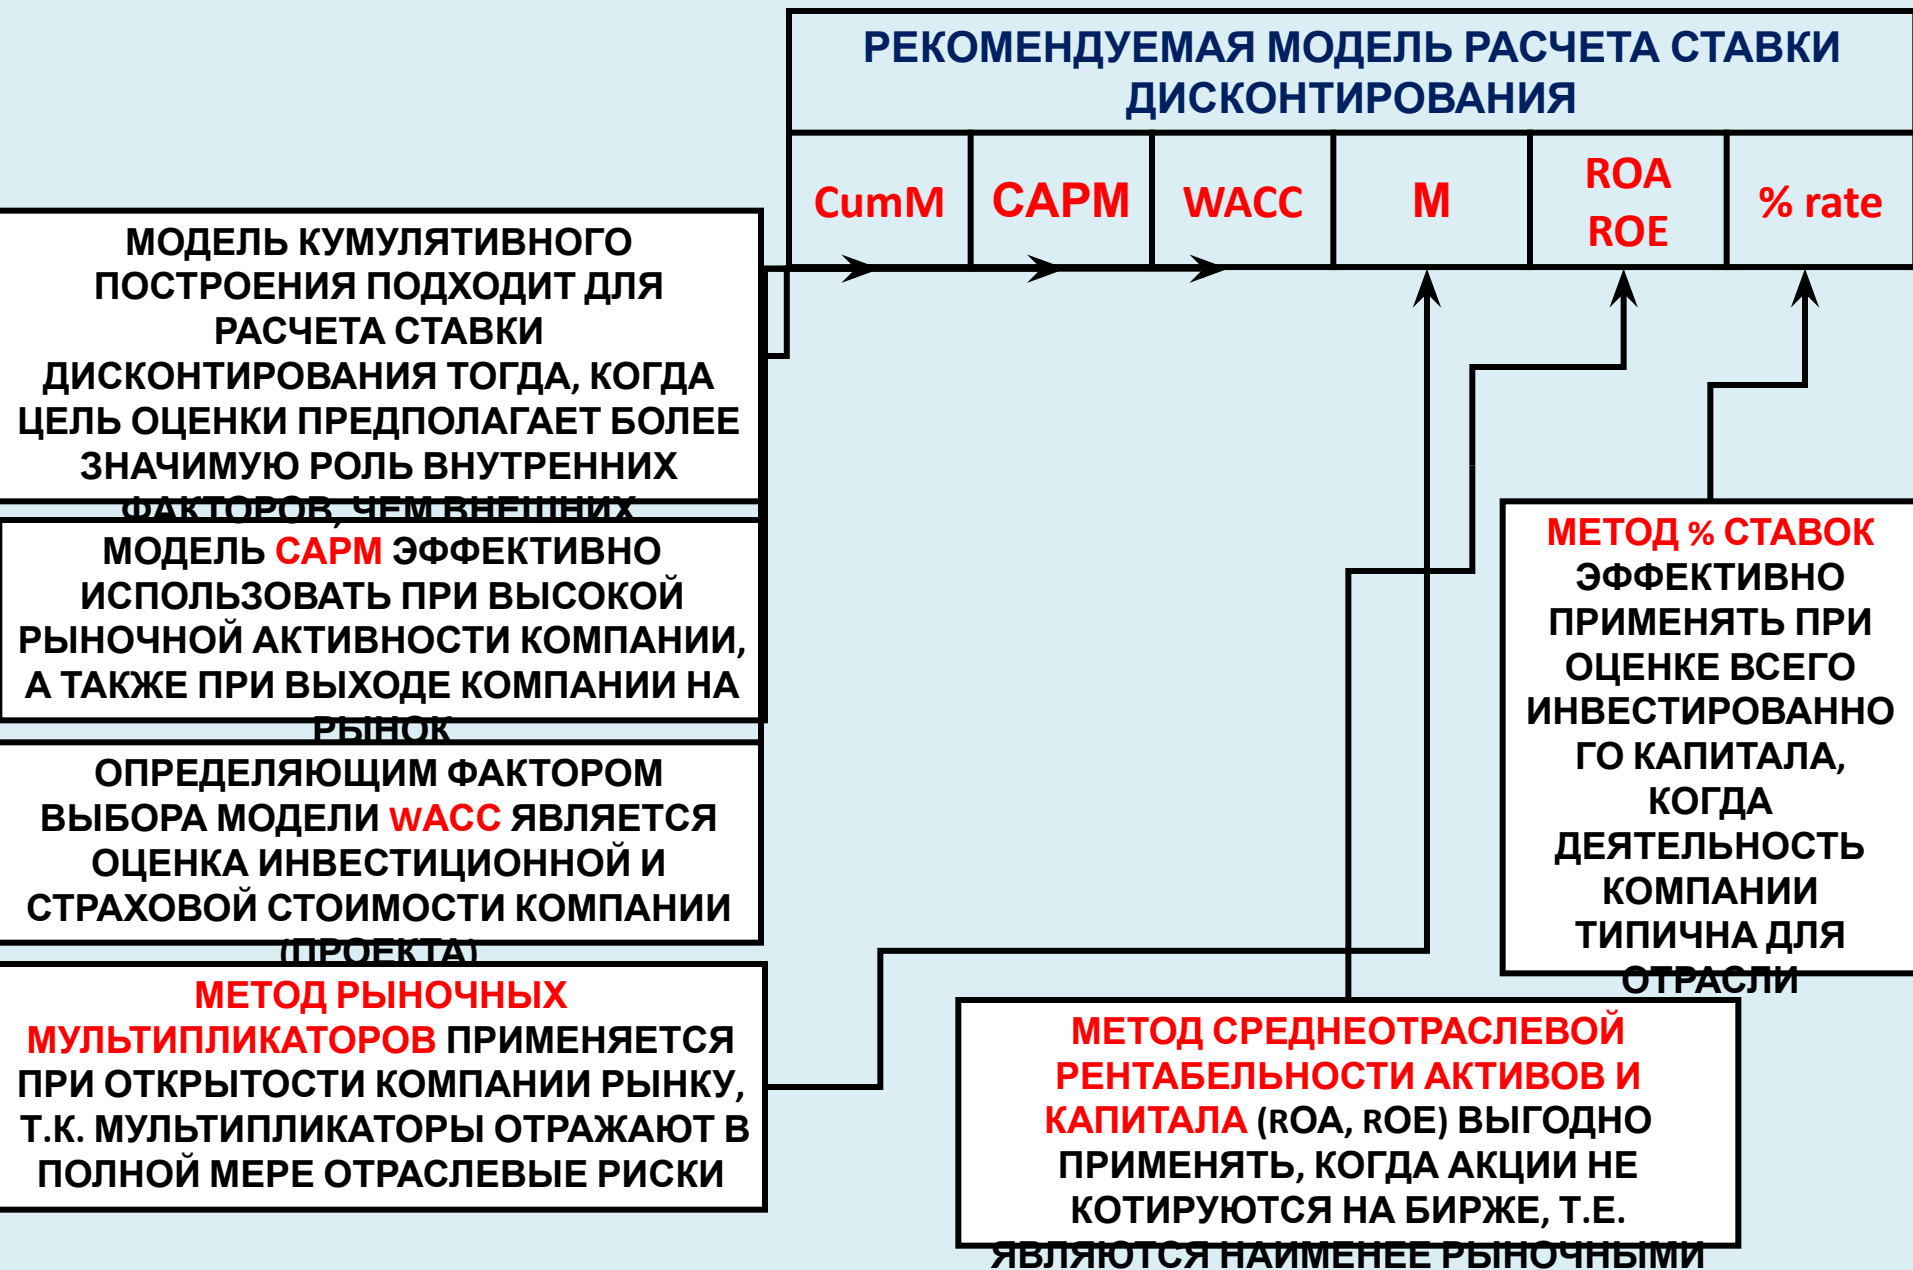 РЕКОМЕНДУЕМАЯ МОДЕЛЬ РАСЧЕТА СТАВКИ
ДИСКОНТИРОВАНИЯ
CumM
CAPM
WACC
M
ROA
ROE
% rate
МОДЕЛЬ КУМУЛЯТИВНОГО
ПОСТРОЕНИЯ ПОДХОДИТ ДЛЯ
РАСЧЕТА СТАВКИ
ДИСКОНТИРОВАНИЯ ТОГДА, КОГДА
ЦЕЛЬ ОЦЕНКИ ПРЕДПОЛАГАЕТ БОЛЕЕ
ЗНАЧИМУЮ РОЛЬ ВНУТРЕННИХ
ФАКТОРОВ, ЧЕМ ВНЕШНИХ
МОДЕЛЬ CAPM ЭФФЕКТИВНО
ИСПОЛЬЗОВАТЬ ПРИ ВЫСОКОЙ
РЫНОЧНОЙ АКТИВНОСТИ КОМПАНИИ,
А ТАКЖЕ ПРИ ВЫХОДЕ КОМПАНИИ НА
РЫНОК
ОПРЕДЕЛЯЮЩИМ ФАКТОРОМ
ВЫБОРА МОДЕЛИ WACC ЯВЛЯЕТСЯ
ОЦЕНКА ИНВЕСТИЦИОННОЙ И
СТРАХОВОЙ СТОИМОСТИ КОМПАНИИ
(ПРОЕКТА)
МЕТОД РЫНОЧНЫХ
МУЛЬТИПЛИКАТОРОВ ПРИМЕНЯЕТСЯ
ПРИ ОТКРЫТОСТИ КОМПАНИИ РЫНКУ,
Т.К. МУЛЬТИПЛИКАТОРЫ ОТРАЖАЮТ В
ПОЛНОЙ МЕРЕ ОТРАСЛЕВЫЕ РИСКИ
МЕТОД СРЕДНЕОТРАСЛЕВОЙ
РЕНТАБЕЛЬНОСТИ АКТИВОВ И
КАПИТАЛА (ROA, ROE) ВЫГОДНО
ПРИМЕНЯТЬ, КОГДА АКЦИИ НЕ
КОТИРУЮТСЯ НА БИРЖЕ, Т.Е.
ЯВЛЯЮТСЯ НАИМЕНЕЕ РЫНОЧНЫМИ
МЕТОД % СТАВОК
ЭФФЕКТИВНО
ПРИМЕНЯТЬ ПРИ
ОЦЕНКЕ ВСЕГО
ИНВЕСТИРОВАННО
ГО КАПИТАЛА,
КОГДА
ДЕЯТЕЛЬНОСТЬ
КОМПАНИИ
ТИПИЧНА ДЛЯ
ОТРАСЛИ